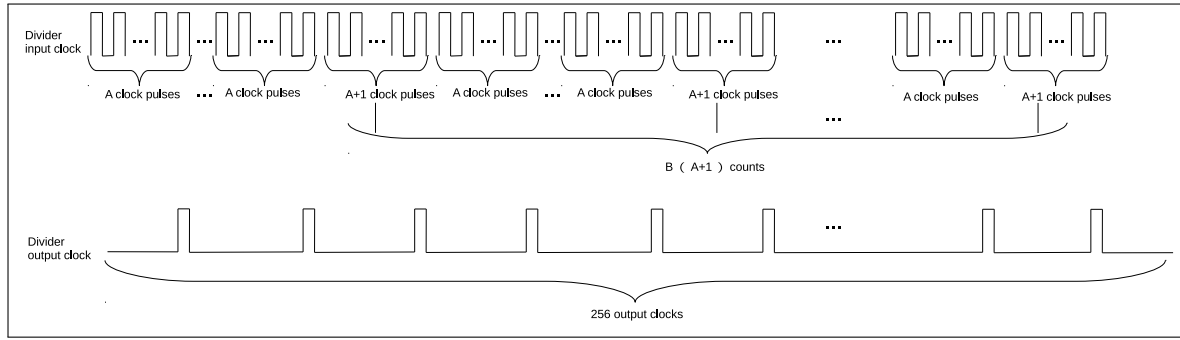 Divider
input clock
... ... ... ... ... ... ... ... ... ...
A clock pulses ... A clock pulses A+1 clock pulses A clock pulses ... A clock pulses A+1 clock pulses A clock pulses A+1 clock pulses
...
B ( A+1 ) counts
Divider
output clock
...
256 output clocks